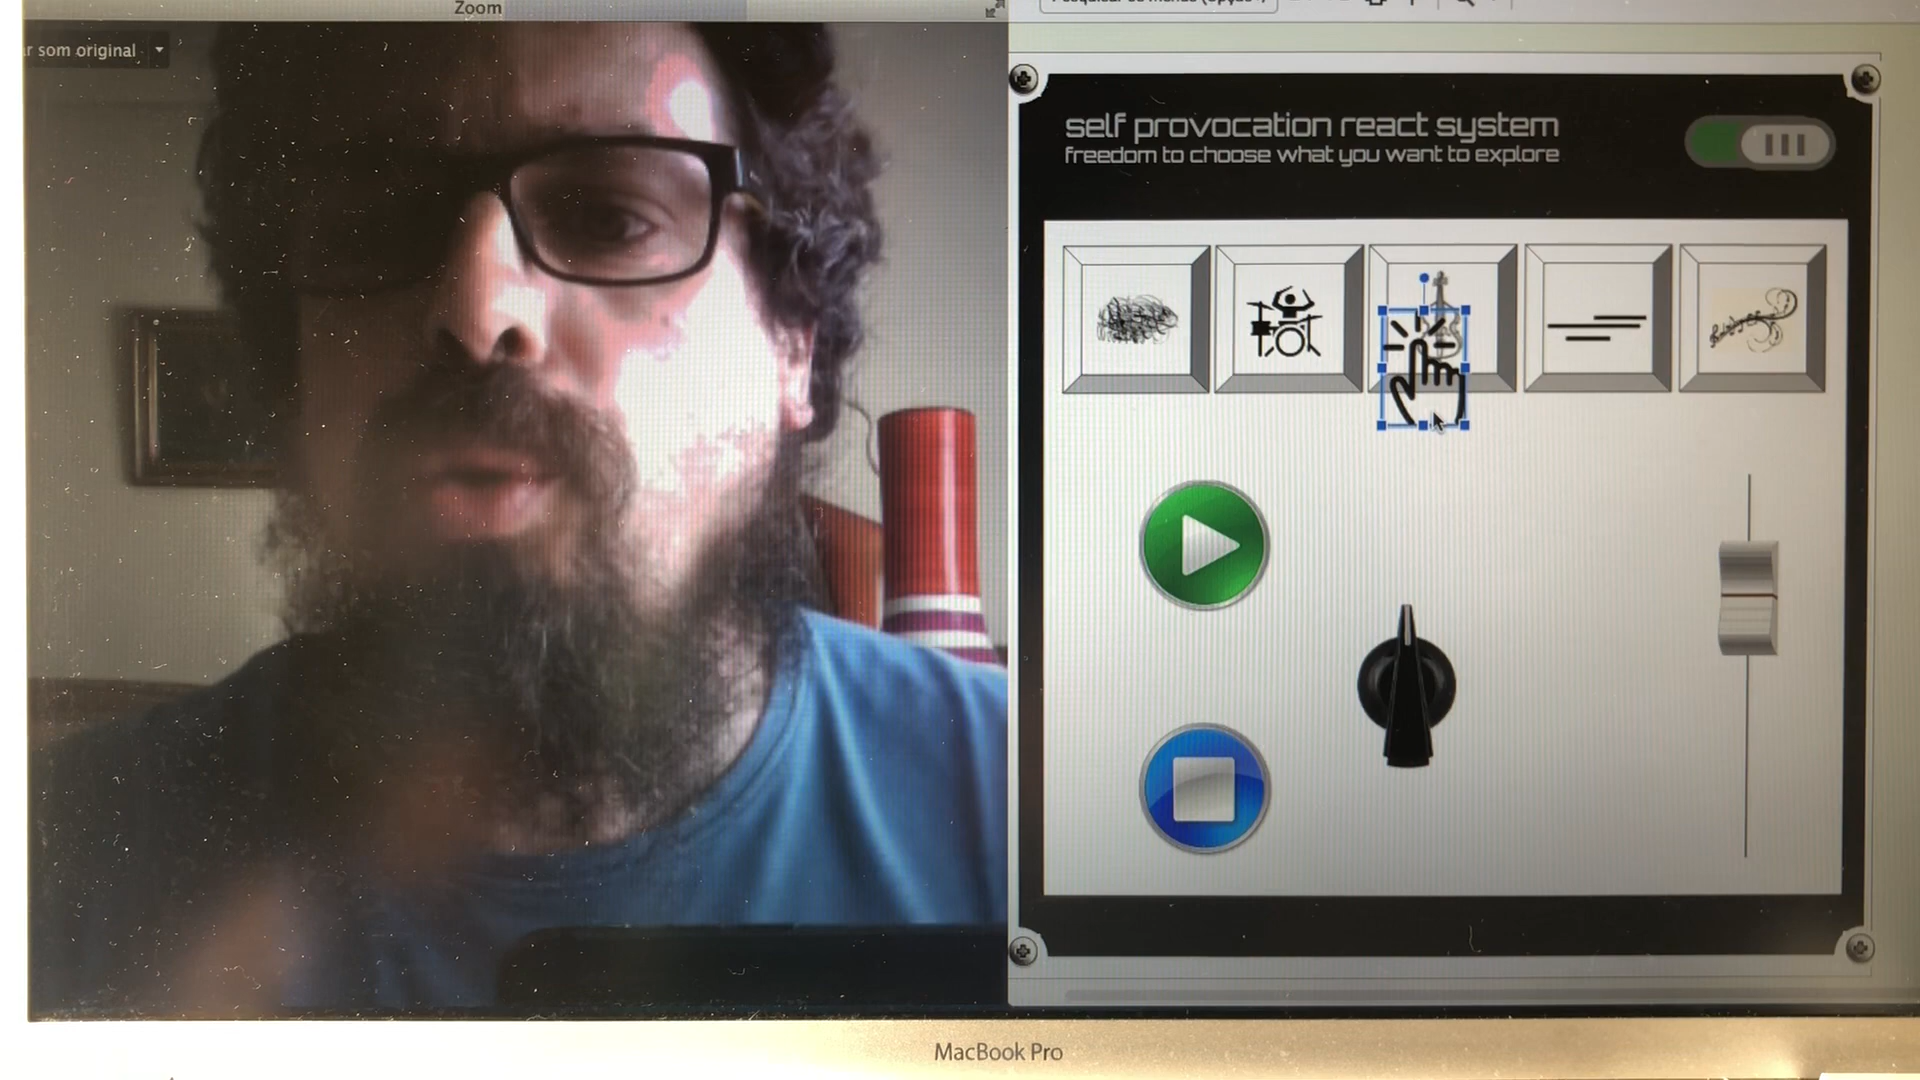 Zoom
r som original
self provocation react system
freedom to choose what you want to explore
MacBook Pro